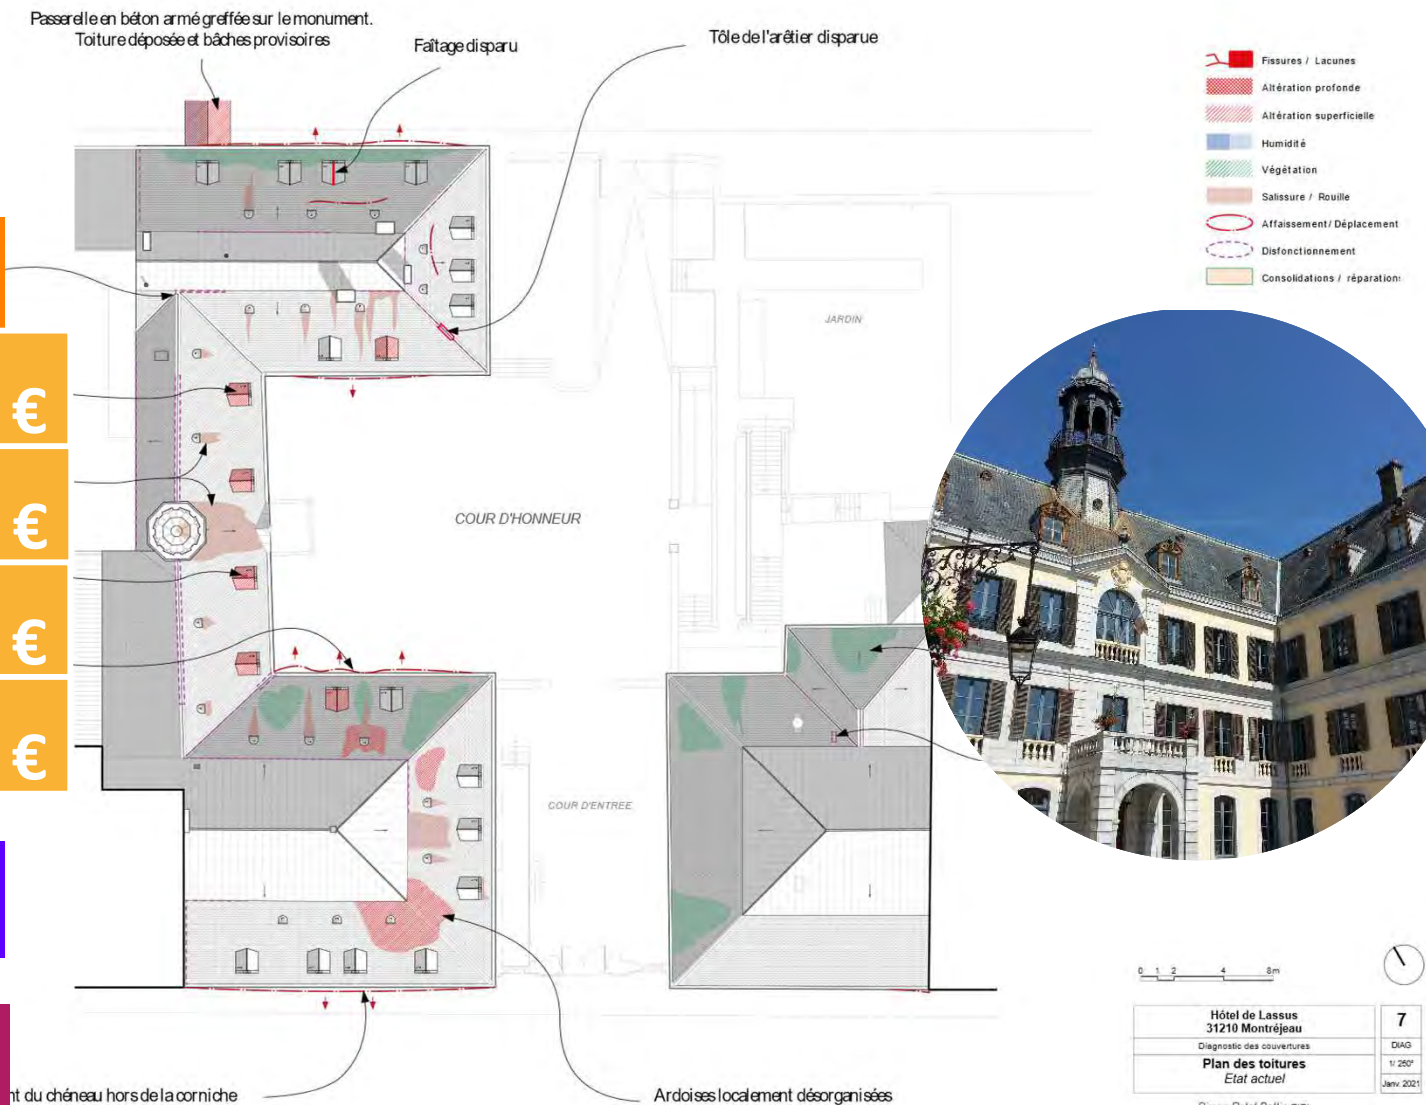 Passerelle en béton armé greffée sur le monument.
Toiture déposée et bâches provisoires
Faîtage disparu
Tôle de l'arêtier disparue
Fissures / Lacunes
Altération profonde
Altération superficielle
Humidité
Végétation
Salissure / Rouille
Affaissement / Déplacement
Disfonctionnement
Consolidations / réparations
JARDIN
€
€
€
€
COUR D'HONNEUR
COUR D'ENTREE
0 1 2 4 8m
Hôtel de Lassus
31210 Montréjeau
7
Diagnostic des couvertures
DIAG
Plan des toitures
Etat actuel
1/ 250°
Janv. 2021
nt du chéneau hors de la corniche
Ardoises localement désorganisées